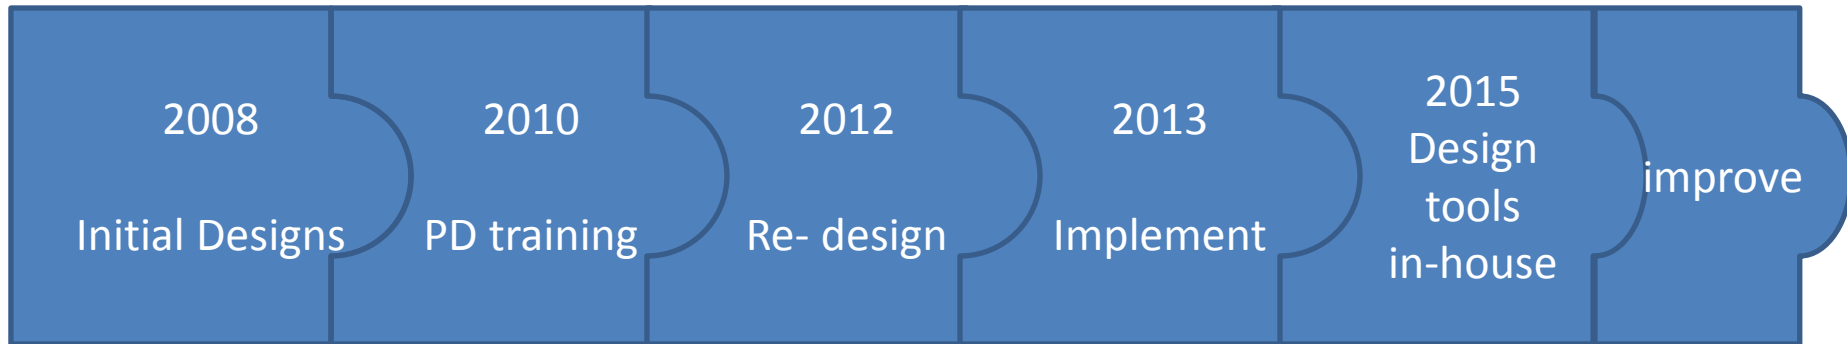 2008
Initial Designs
2010
PD training
2012
Re- design
2013
Implement
2015
Design
tools
in-house
improve